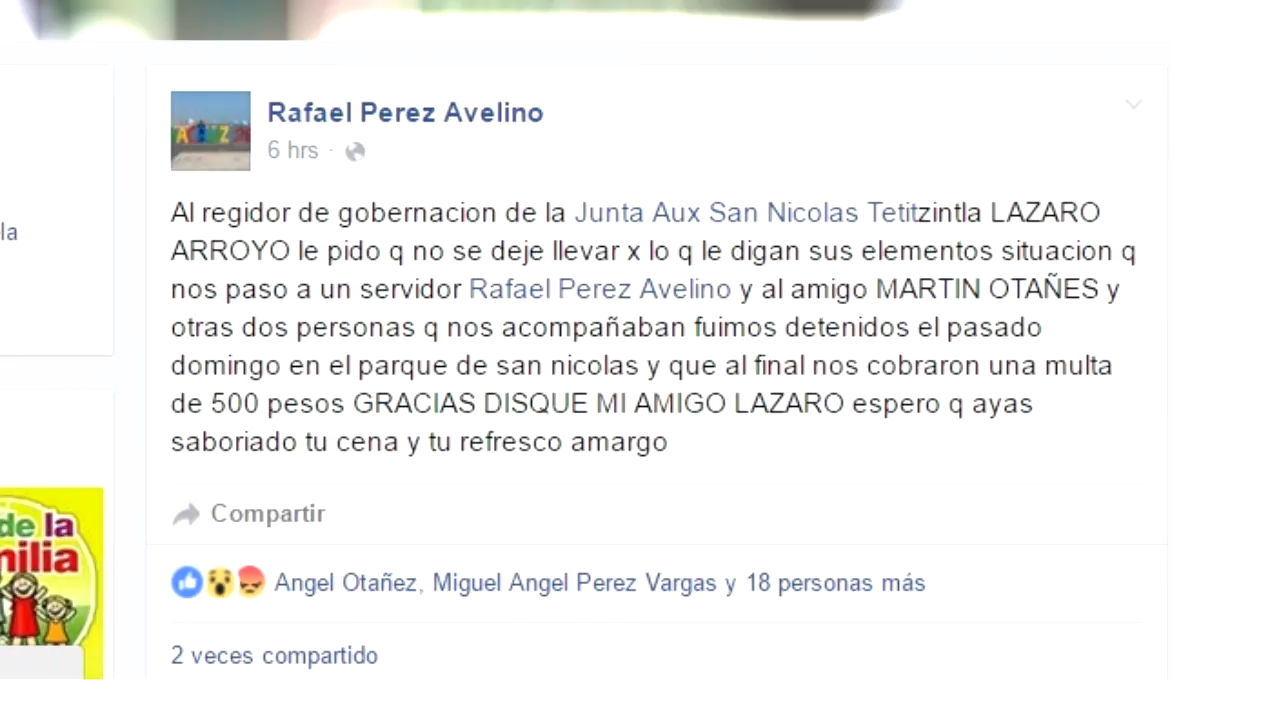 Rafael Perez Avelino
6 hrs ·
Al regidor de gobernacion de la Junta Aux San Nicolas Tetitzintla LAZARO
ARROYO le pido q no se deje llevar x lo q le digan sus elementos situacion q
nos paso a un servidor Rafael Perez Avelino y al amigo MARTIN OTAÑES y
otras dos personas q nos acompañaban fuimos detenidos el pasado
domingo en el parque de san nicolas y que al final nos cobraron una multa
de 500 pesos GRACIAS DISQUE MI AMIGO LAZARO espero q ayas
saboriado tu cena y tu refresco amargo
Compartir
Angel Otañez, Miguel Angel Perez Vargas y 18 personas más
2 veces compartido
la
de la
milia